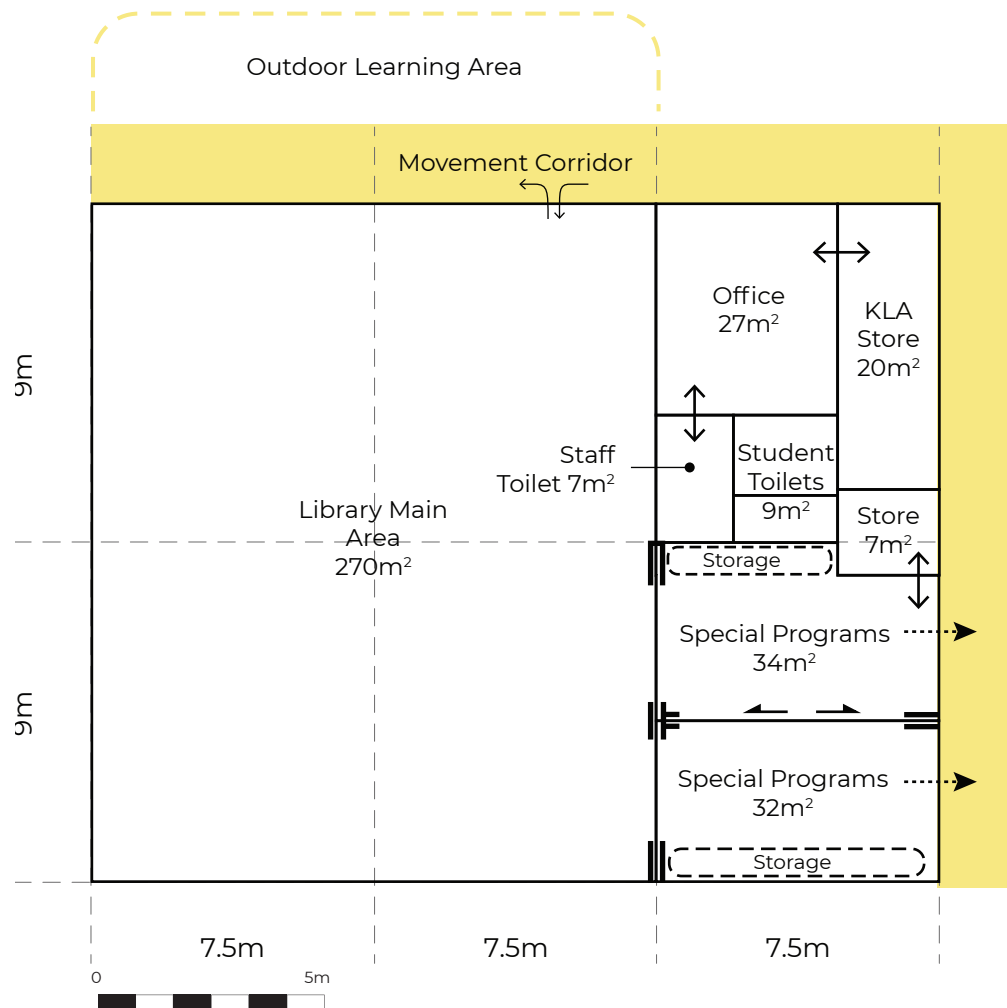 Outdoor Learning Area
Movement Corridor
Office
27m²
KLA
Store
20m²
9m
Staff
Toilet 7m²
Student
Toilets
9m²
Library Main
Area
270m²
Store
7m²
Storage
Special Programs
34m²
9m
Special Programs
32m²
Storage
7.5m
7.5m
7.5m
0
5m